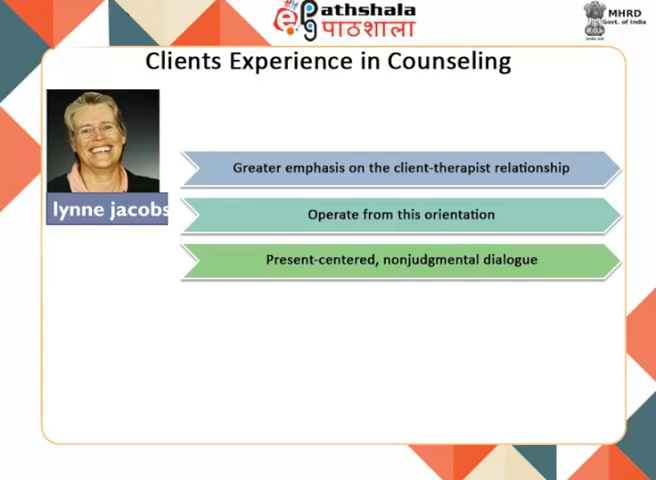 ePathshala
पाठशाला
MHRD
Govt. of India
Clients Experience in Counseling
lynne jacobs
Greater emphasis on the client-therapist relationship
Operate from this orientation
Present-centered, nonjudgmental dialogue